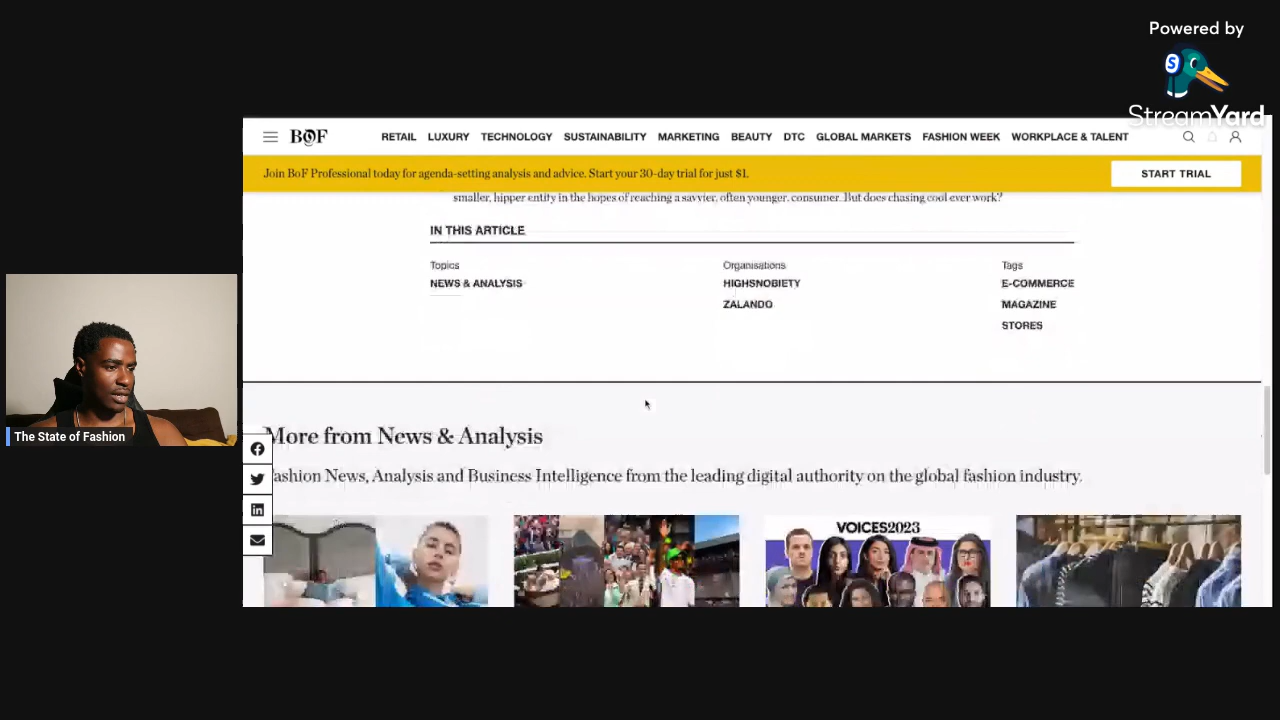 Powered by
StreamYard
BOF
RETAIL LUXURY TECHNOLOGY SUSTAINABILITY MARKETING BEAUTY DTC GLOBAL MARKETS FASHION WEEK WORKPLACE & TALENT
Join BoF Professional today for agenda-setting analysis and advice. Start your 30-day trial for just $1.
START TRIAL
smaller, hipper entity in the hopes of reaching a savvier, often younger, consumer. But does chasing cool ever work?
IN THIS ARTICLE
Topics
NEWS & ANALYSIS
Organisations
HIGHSNOBIETY
ZALANDO
Tags
E-COMMERCE
MAGAZINE
STORES
The State of Fashion
More from News & Analysis
Fashion News, Analysis and Business Intelligence from the leading digital authority on the global fashion industry.
VOICES2023